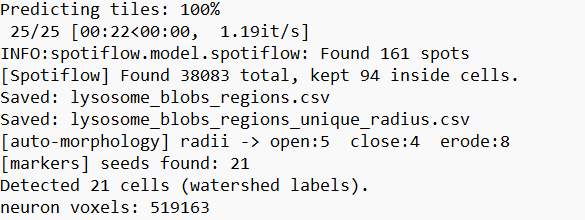 Predicting tiles: 100%
25/25 [00:22<00:00,  1.19it/s]
INFO:spotiflow.model.spotiflow: Found 161 spots
[Spotiflow] Found 38083 total, kept 94 inside cells.
Saved: lysosome_blobs_regions.csv
Saved: lysosome_blobs_regions_unique_radius.csv
[auto-morphology] radii -> open:5  close:4  erode:8
[markers] seeds found: 21
Detected 21 cells (watershed labels).
neuron voxels: 519163